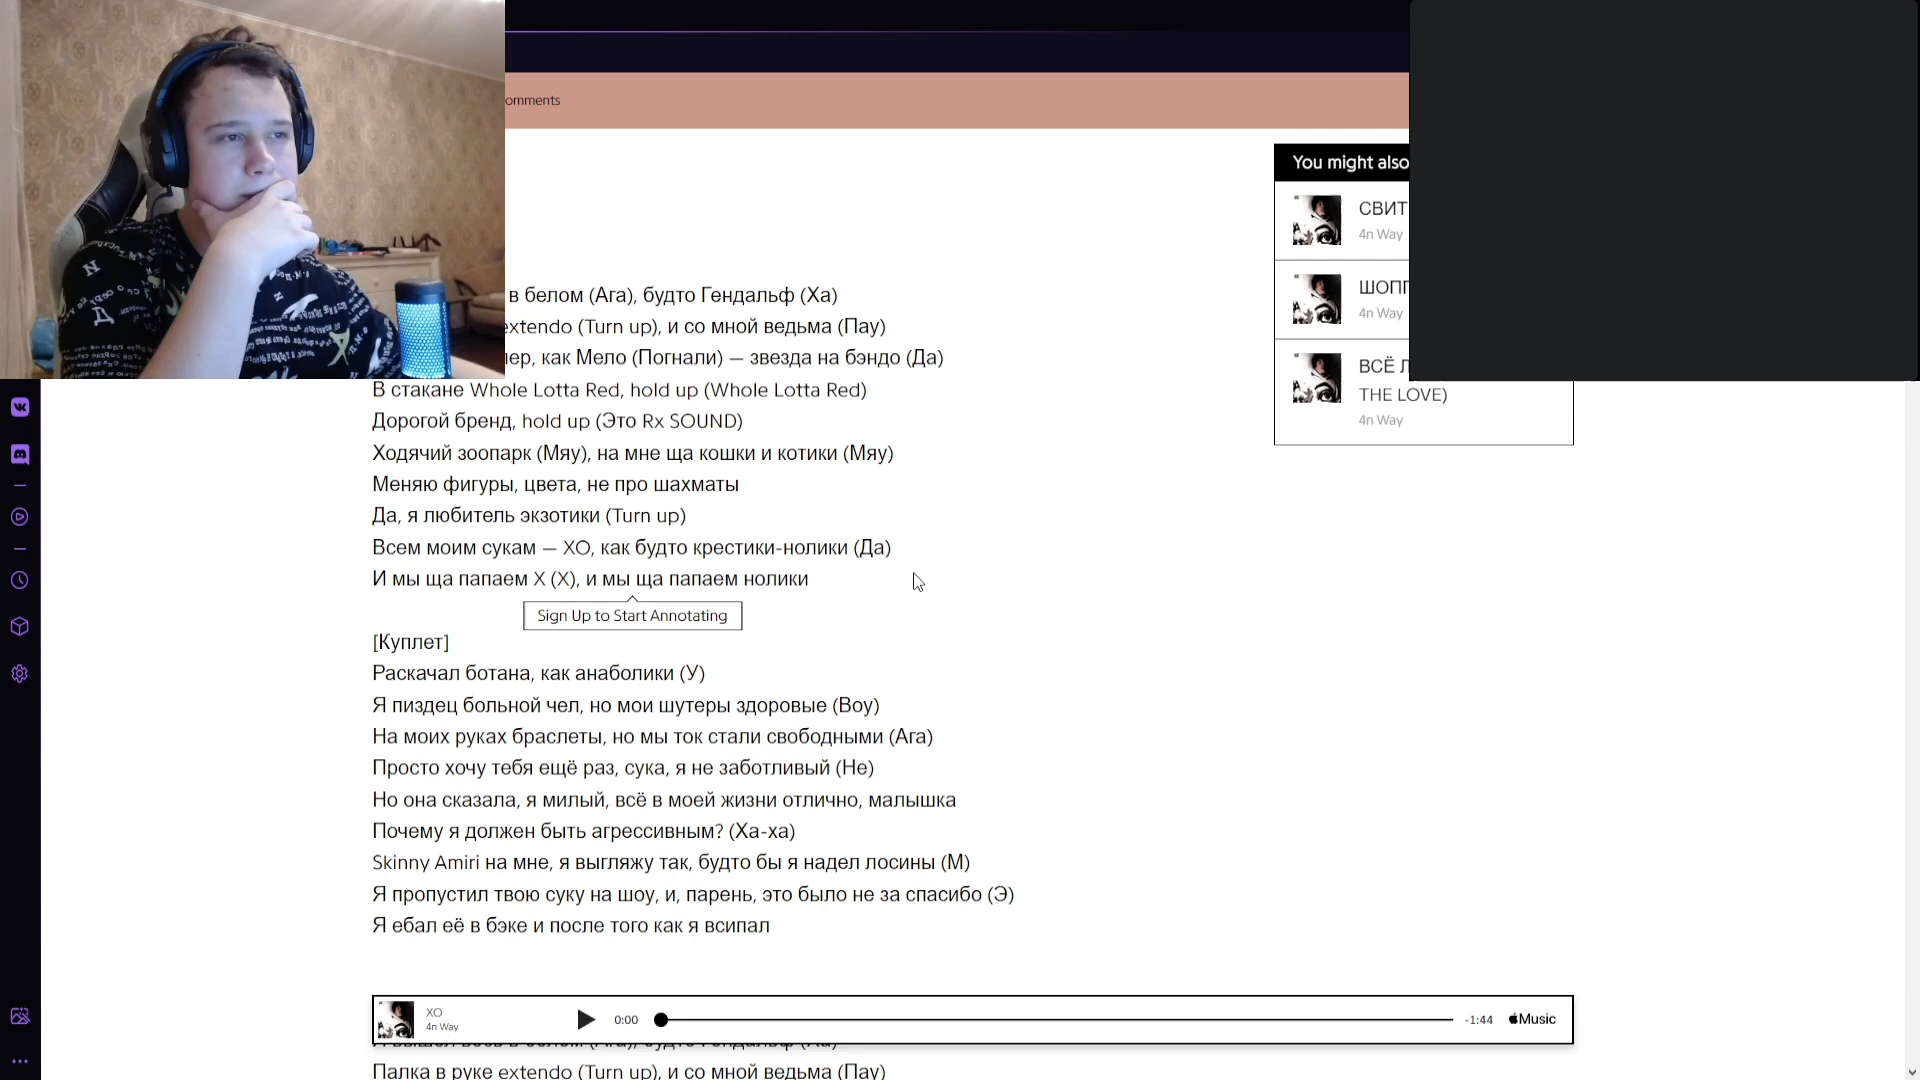 omments
You might also
СВИТ
4n Way
ШОПП
4n Way
ВСЁ Л
THE LOVE)
4n Way
в белом (Ага), будто Гендальф (Ха)
extendo (Turn up), и со мной ведьма (Пау)
пер, как Мело (Погнали) — звезда на бэндо (Да)
В стакане Whole Lotta Red, hold up (Whole Lotta Red)
Дорогой бренд, hold up (Это Rx SOUND)
Ходячий зоопарк (Мяу), на мне ща кошки и котики (Мяу)
Меняю фигуры, цвета, не про шахматы
Да, я любитель экзотики (Turn up)
Всем моим сукам — XO, как будто крестики-нолики (Да)
И мы ща папаем X (X), и мы ща папаем нолики
Sign Up to Start Annotating
[Куплет]
Раскачал ботана, как анаболики (У)
Я пиздец больной чел, но мои шутеры здоровые (Воу)
На моих руках браслеты, но мы ток стали свободными (Ага)
Просто хочу тебя ещё раз, сука, я не заботливый (Не)
Но она сказала, я милый, всё в моей жизни отлично, малышка
Почему я должен быть агрессивным? (Ха-ха)
Skinny Amiri на мне, я выгляжу так, будто бы я надел лосины (М)
Я пропустил твою суку на шоу, и, парень, это было не за спасибо (Э)
Я ебал её в бэке и после того как я всипал
XO
4n Way
0:00
-1:44
Music
Я вышел весь в белом (Ага), будто Гендальф (Ха)
Палка в руке extendo (Turn up), и со мной ведьма (Пау)